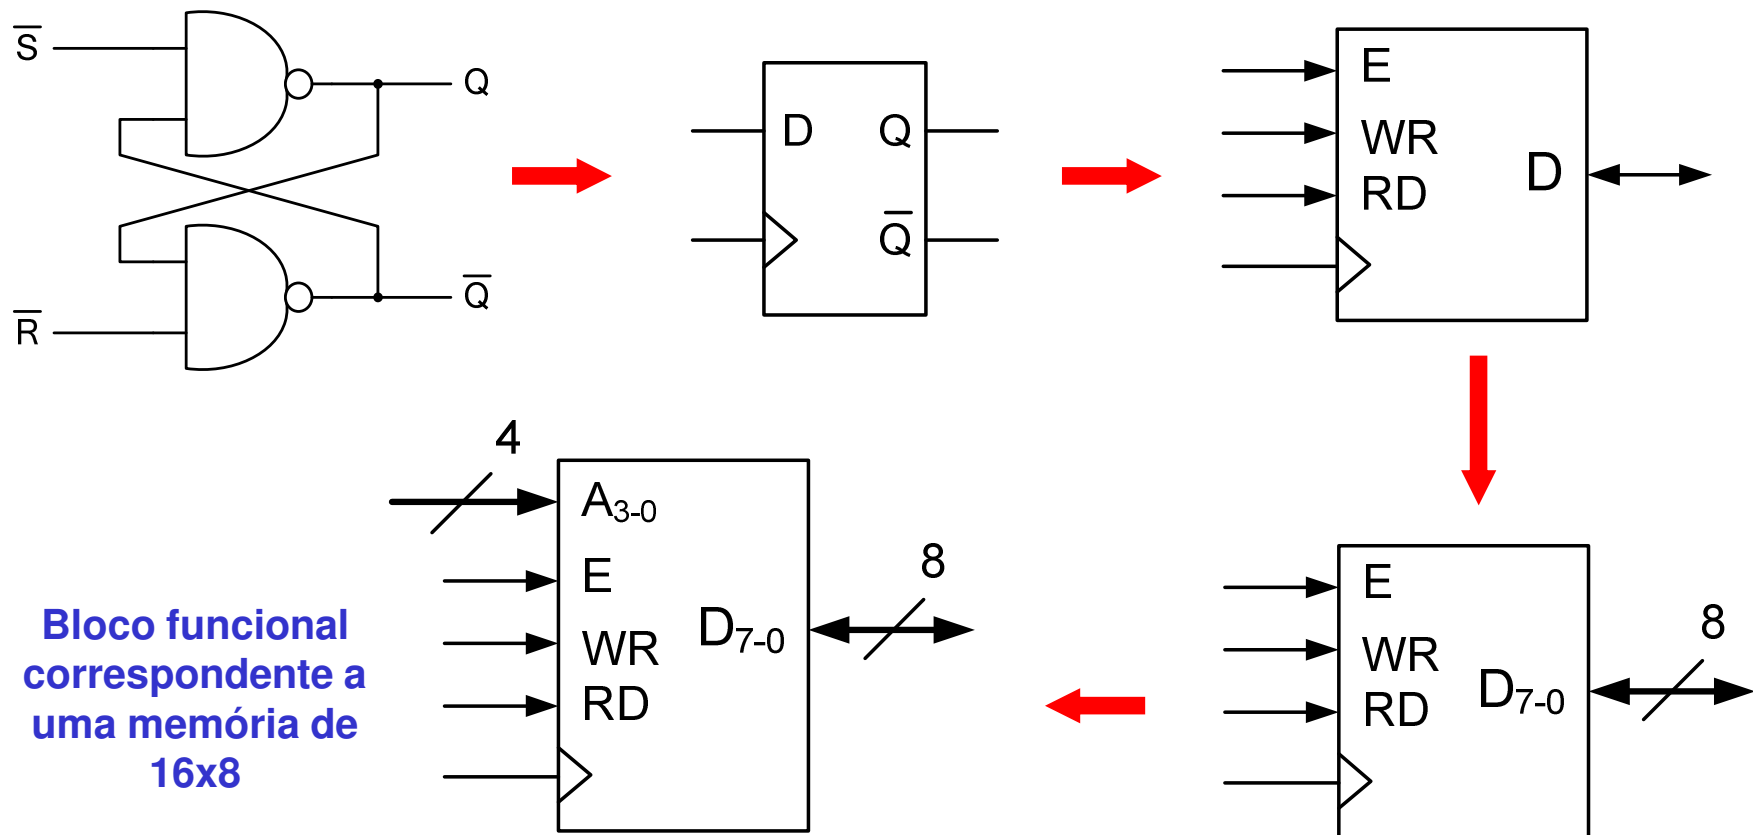 S̅
Q
R̅
Q̅
D Q
Q̅
E
WR
RD
D
4
A3-0
E
WR
RD
D7-0
8
E
WR
RD
D7-0
8
Bloco funcional
correspondente a
uma memória de
16x8